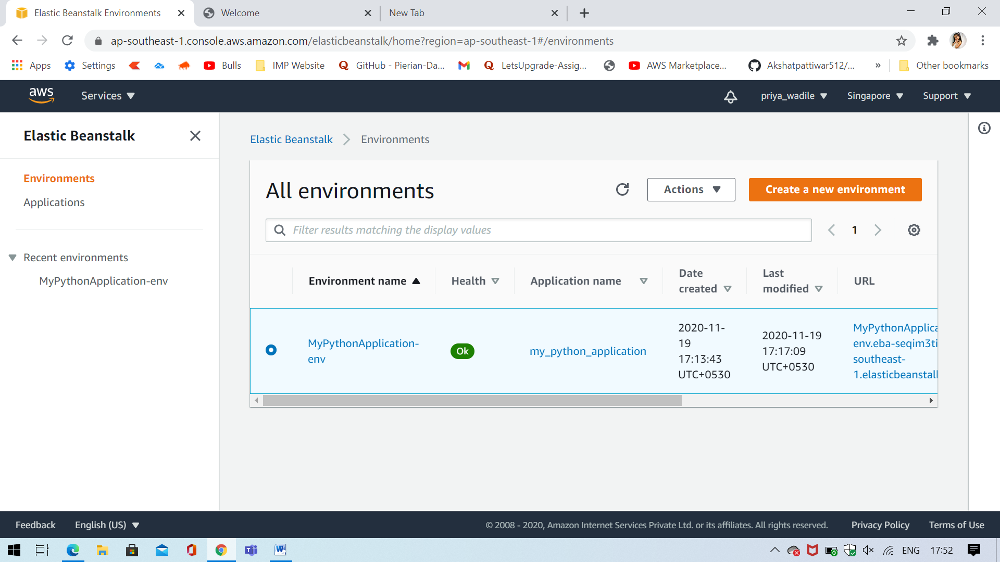 Elastic Beanstalk Environments
Welcome
New Tab
ap-southeast-1.console.aws.amazon.com/elasticbeanstalk/home?region=ap-southeast-1#/environments
Apps
Settings
Bulls
IMP Website
GitHub - Pierian-Da...
LetsUpgrade-Assig...
AWS Marketplace...
Akshatpattiwar512/...
»
Other bookmarks
aws
Services
priya_wadile
Singapore
Support
Elastic Beanstalk
Environments
Applications
Recent environments
MyPythonApplication-env
Elastic Beanstalk
Environments
All environments
Actions
Create a new environment
Filter results matching the display values
1
Environment name
Health
Application name
Date
created
Last
modified
URL
MyPythonApplication-
env
Ok
my_python_application
2020-11-
19
17:13:43
UTC+0530
2020-11-19
17:17:09
UTC+0530
MyPythonApplica
env.eba-seqim3ti
southeast-
1.elasticbeanstalk
Feedback
English (US)
© 2008 - 2020, Amazon Internet Services Private Ltd. or its affiliates. All rights reserved.
Privacy Policy
Terms of Use
ENG
17:52